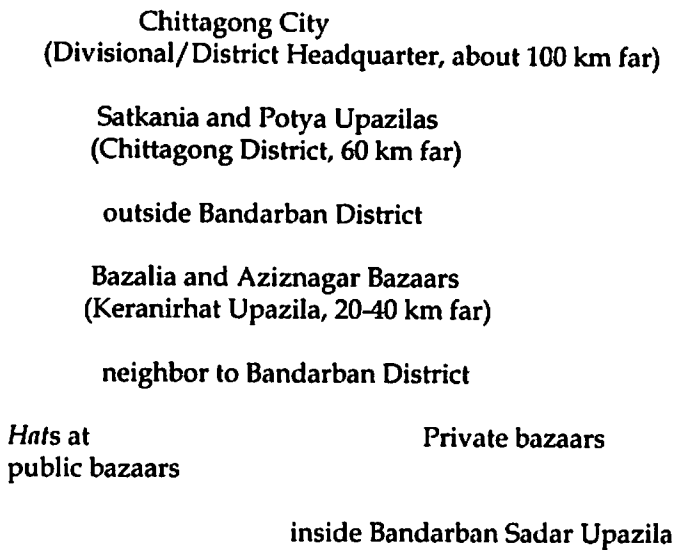 Chittagong City
(Divisional/District Headquarter, about 100 km far)
Satkania and Potya Upazilas
(Chittagong District, 60 km far)
outside Bandarban District
Bazalia and Aziznagar Bazaars
(Keranirhat Upazila, 20-40 km far)
neighbor to Bandarban District
Hats at
public bazaars
Private bazaars
inside Bandarban Sadar Upazila